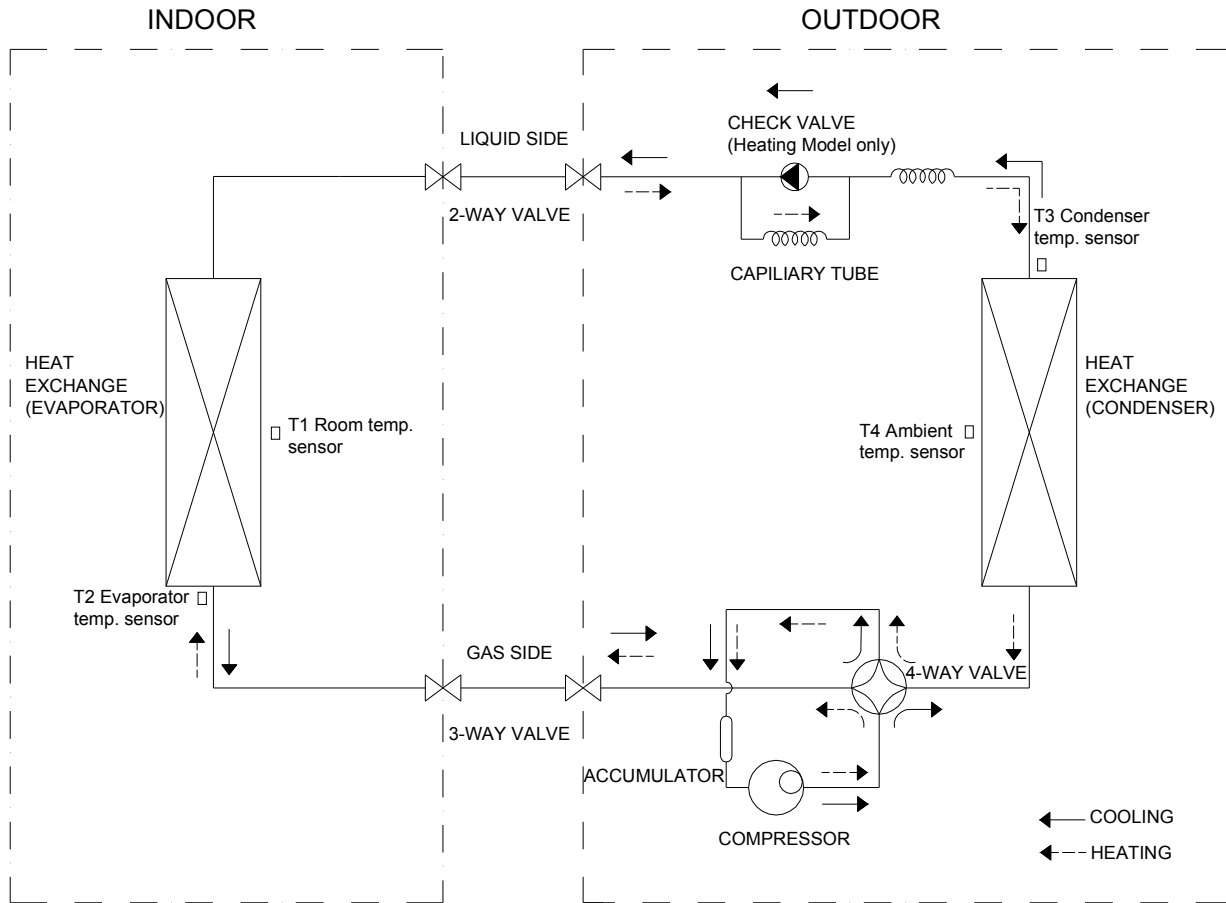 INDOOR
OUTDOOR
LIQUID SIDE
2-WAY VALVE
CHECK VALVE
(Heating Model only)
CAPILIARY TUBE
T3 Condenser
temp. sensor
HEAT
EXCHANGE
(EVAPORATOR)
T1 Room temp.
sensor
T4 Ambient
temp. sensor
HEAT
EXCHANGE
(CONDENSER)
T2 Evaporator
temp. sensor
GAS SIDE
3-WAY VALVE
4-WAY VALVE
ACCUMULATOR
COMPRESSOR
COOLING
HEATING